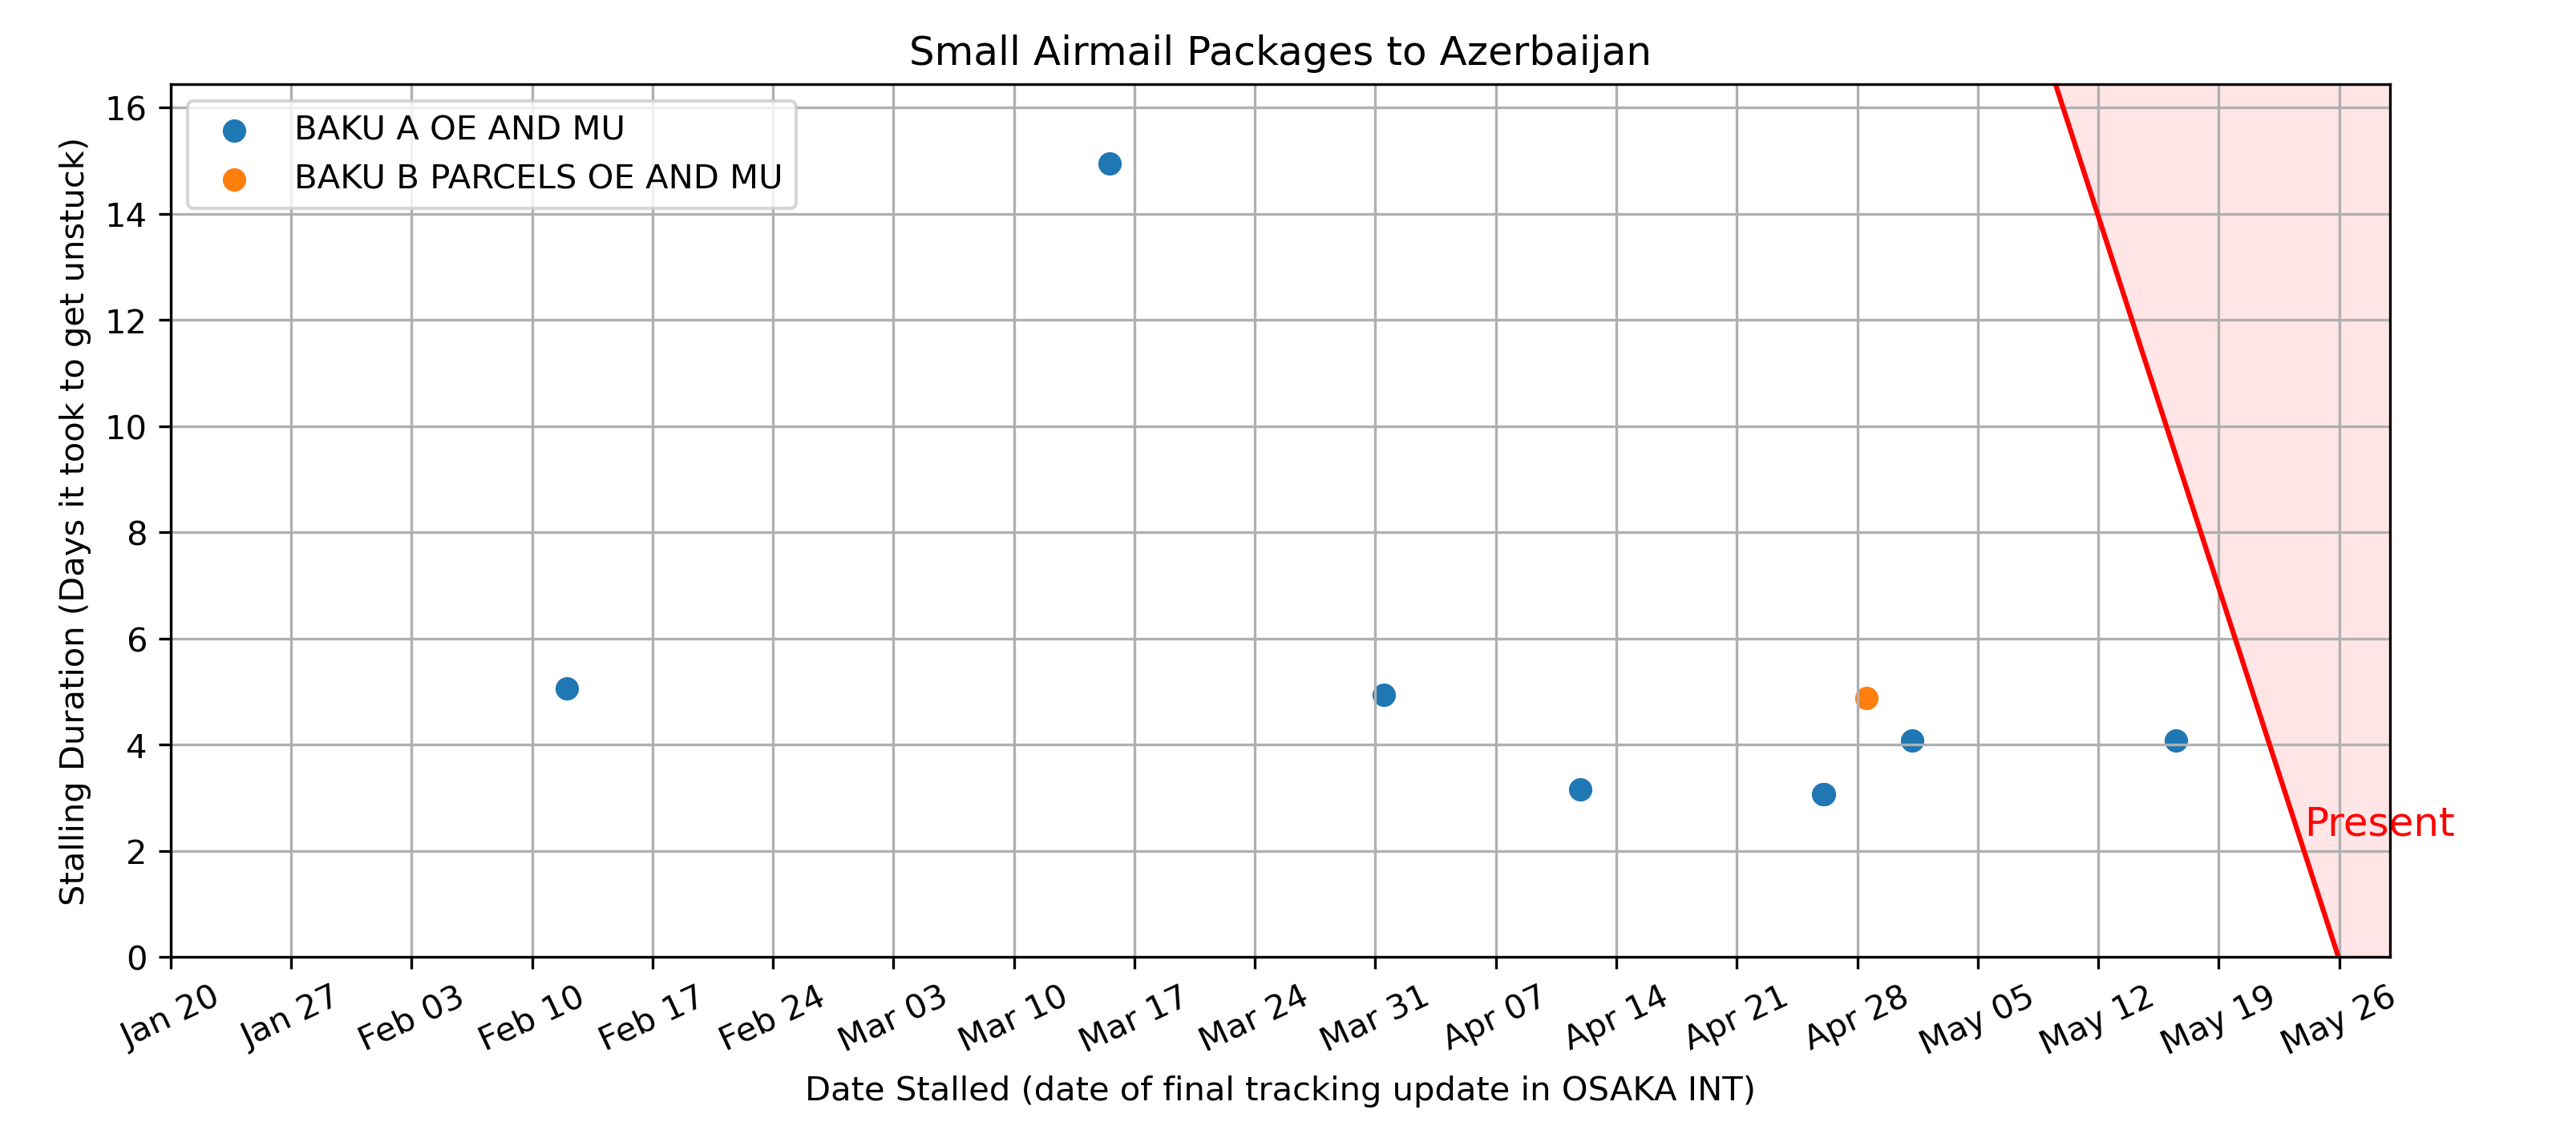 Small Airmail Packages to Azerbaijan
BAKU A OE AND MU
BAKU B PARCELS OE AND MU
Stalling Duration (Days it took to get unstuck)
16
14
12
10
8
6
4
2
0
Present
Jan 20
Jan 27
Feb 03
Feb 10
Feb 17
Feb 24
Mar 03
Mar 10
Mar 17
Mar 24
Mar 31
Apr 07
Apr 14
Apr 21
Apr 28
May 05
May 12
May 19
May 26
Date Stalled (date of final tracking update in OSAKA INT)